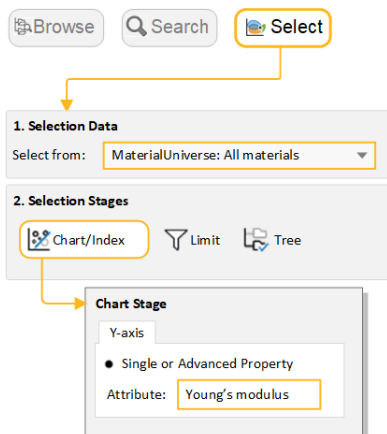 Browse Search Select
1. Selection Data
Select from: MaterialUniverse: All materials
2. Selection Stages
Chart/Index Limit Tree
Chart Stage
Y-axis
Single or Advanced Property
Attribute: Young's modulus